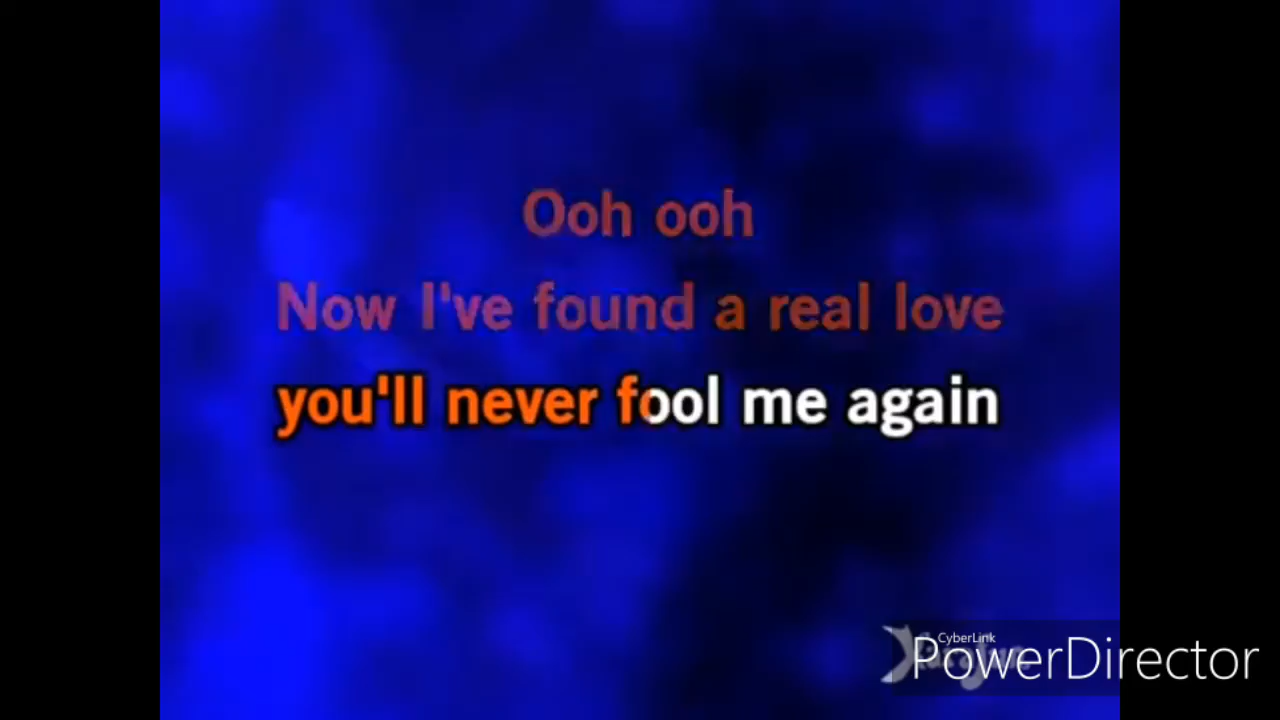 Ooh ooh
Now I've found a real love
you'll never fool me again
CyberLink
PowerDirector